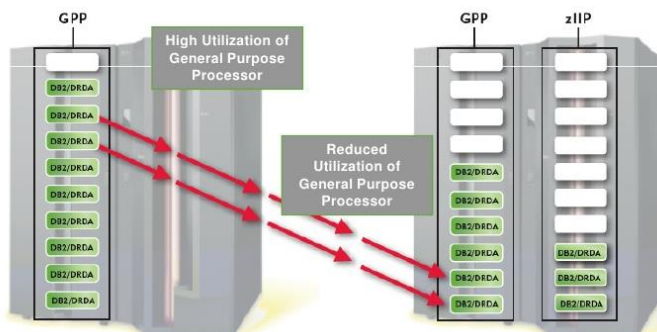 GPP
DB2/DRDA
DB2/DRDA
DB2/DRDA
DB2/DRDA
DB2/DRDA
DB2/DRDA
DB2/DRDA
DB2/DRDA
DB2/DRDA
High Utilization of
General Purpose
Processor
Reduced
Utilization of
General Purpose
Processor
GPP
DB2/DRDA
DB2/DRDA
DB2/DRDA
DB2/DRDA
DB2/DRDA
DB2/DRDA
zIIP
DB2/DRDA
DB2/DRDA
DB2/DRDA